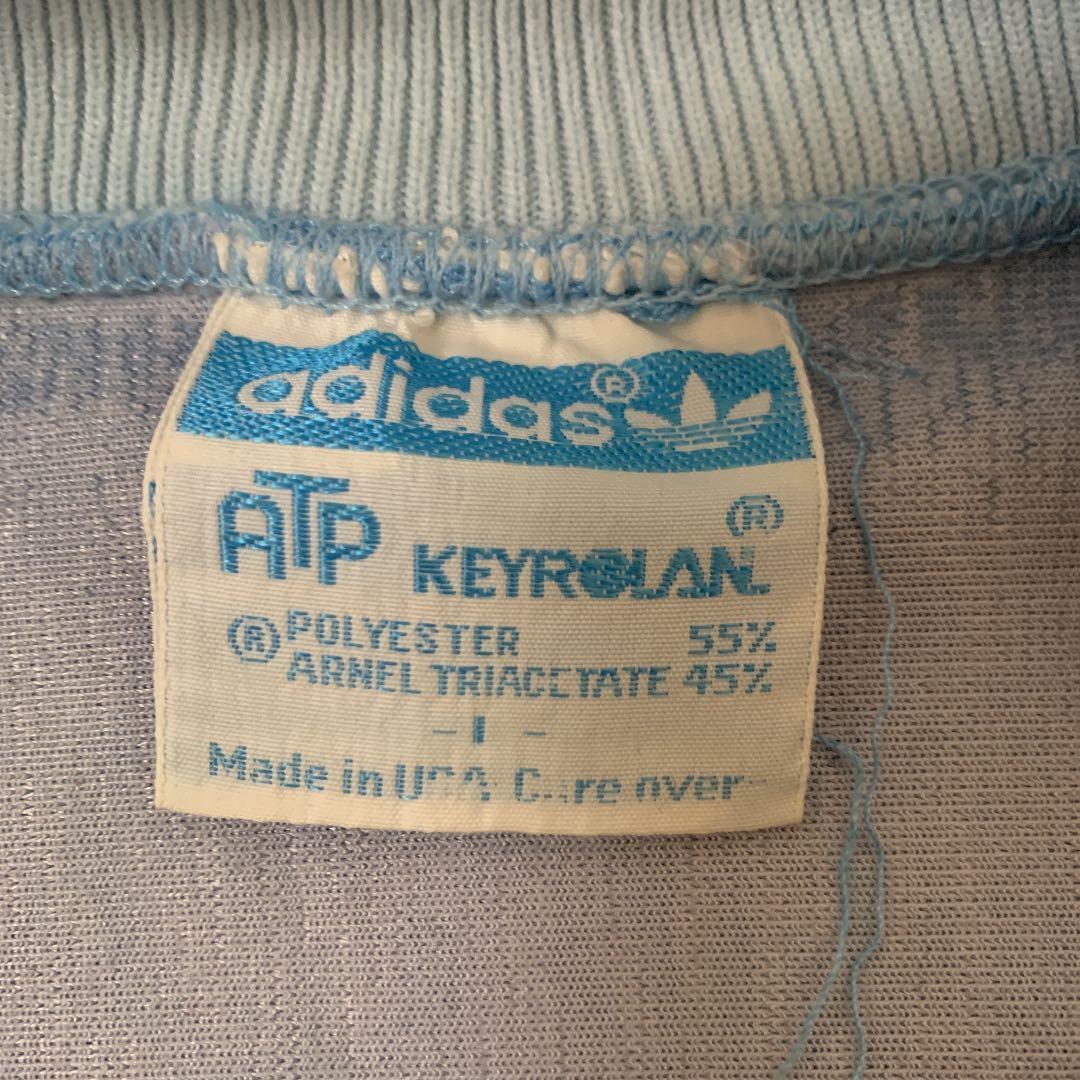 adidas®
ATP KEYROLAN®
® POLYESTER 55%
ARNEL TRIACETATE 45%
Made in USA Care over